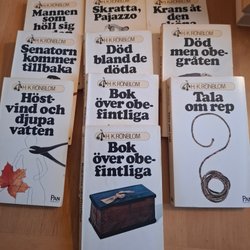 H.K. RÖNBLOM
Mannen
som
höll sig
Skratta,
Pajazzo
Krans åt
den
H.K. RÖNBLOM
Senatorn
kommer
tillbaka
H.K. RÖNBLOM
Död
bland de
döda
H.K. RÖNBLOM
Död
men obe-
gråten
H.K. RÖNBLOM
Höst-
vind och
djupa
vatten
PAN
H.K. RÖNBLOM
Bok
över obe-
fintliga
H.K. RÖNBLOM
Tala
om rep
PAN
H.K. RÖNBLOM
Bok
över obe-
fintliga